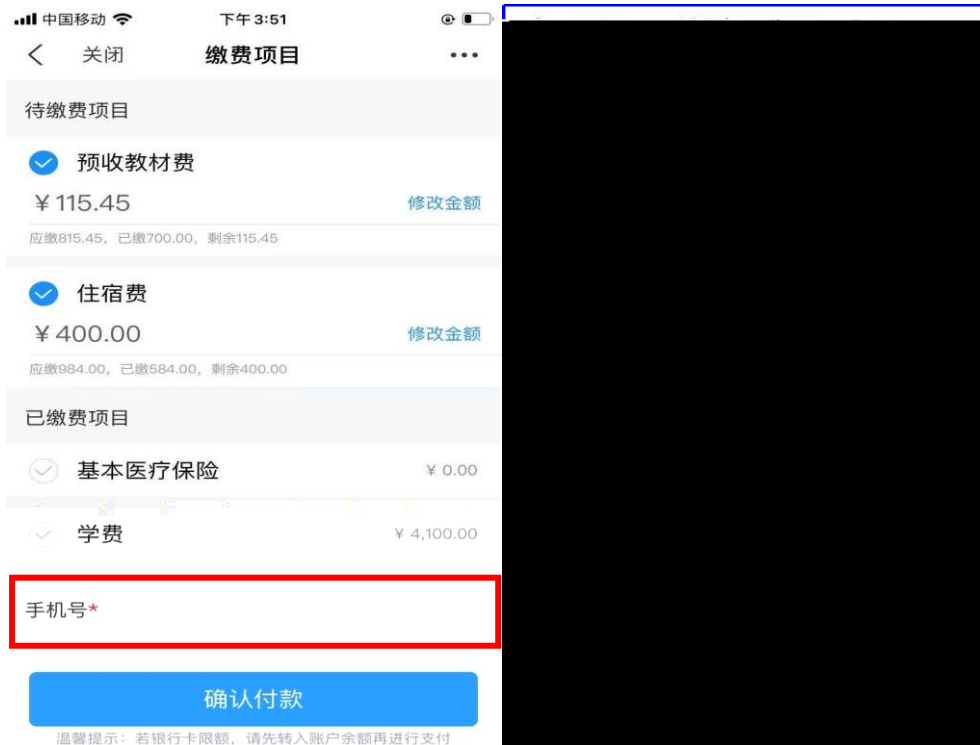 中国移动 下午3:51
关闭 缴费项目
待缴费项目
预收教材费
¥115.45 修改金额
应缴815.45, 已缴700.00, 剩余115.45
住宿费
¥400.00 修改金额
应缴984.00, 已缴584.00, 剩余400.00
已缴费项目
基本医疗保险 ¥ 0.00
学费 ¥ 4,100.00
手机号*
确认付款
温馨提示: 若银行卡限额, 请先转入账户余额再进行支付